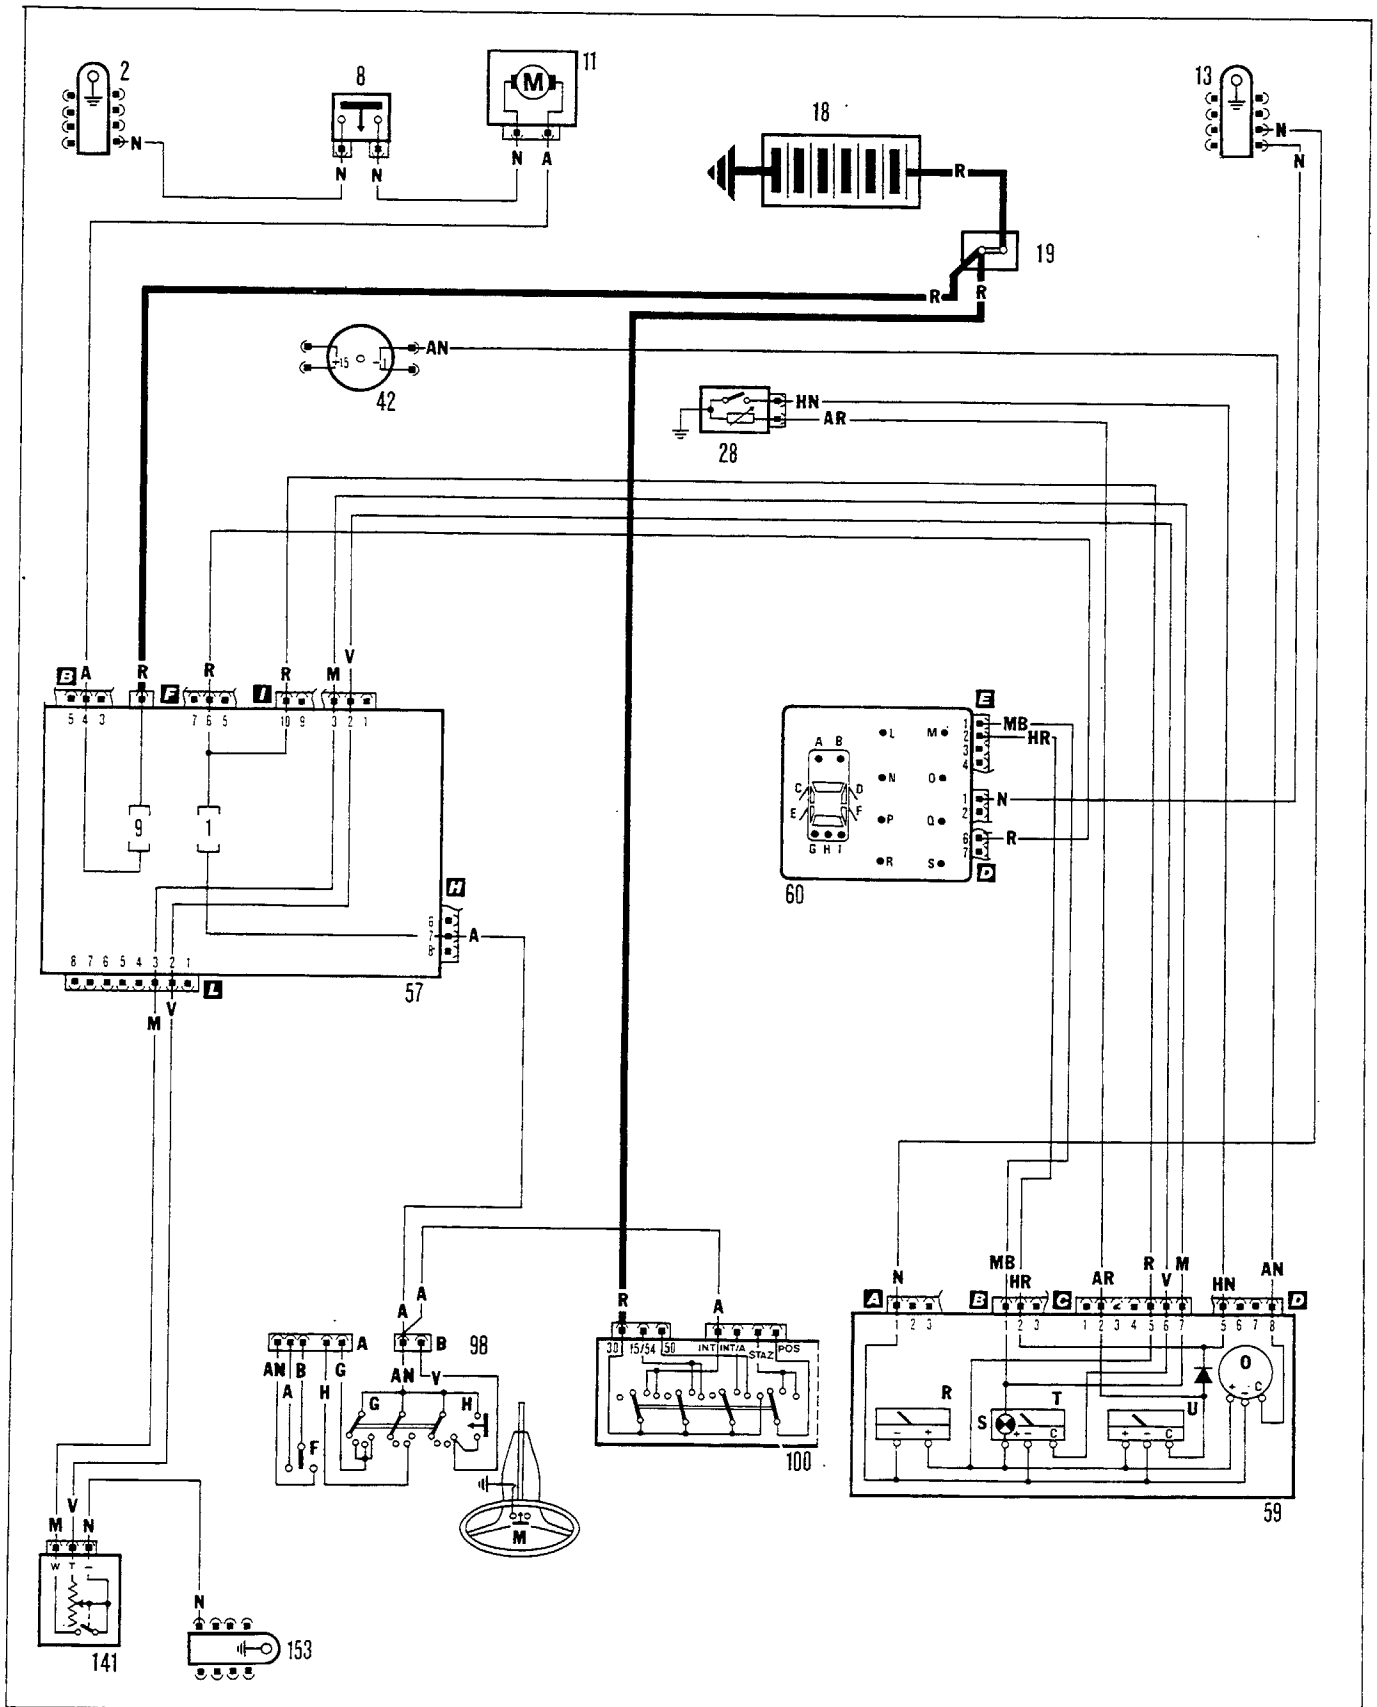 2
8
11
M
18
13
N
N
N
N
A
N
N
R
19
R
R
+15
-1
AN
42
HN
AR
28
B A
R
F
R
I
R
M
V
5 4 3
7 6 5
10 9
3 2 1
9
1
H
6
7
8
A
8 7 6 5 4 3 2 1
L
57
M
V
E
1
2
3
4
MB
HR
A B
C D
E F
G H I
L
M
N
O
P
Q
R
S
1
2
N
6
7
R
D
60
A
A
R
A
A
B
98
AN
A
B
H
G
AN
V
G
H
F
M
30
15/54
50
INT
INT/A
STAZ
POS
100
N
MB
HR
AR
R
V
M
HN
AN
A
B
C
D
1 2 3
1 2 3
1 2 3 4 5 6 7
5 6 7 8
R
- +
S
T
+ - C
U
+ - C
O
+ - C
59
M
V
N
W T -
141
N
153